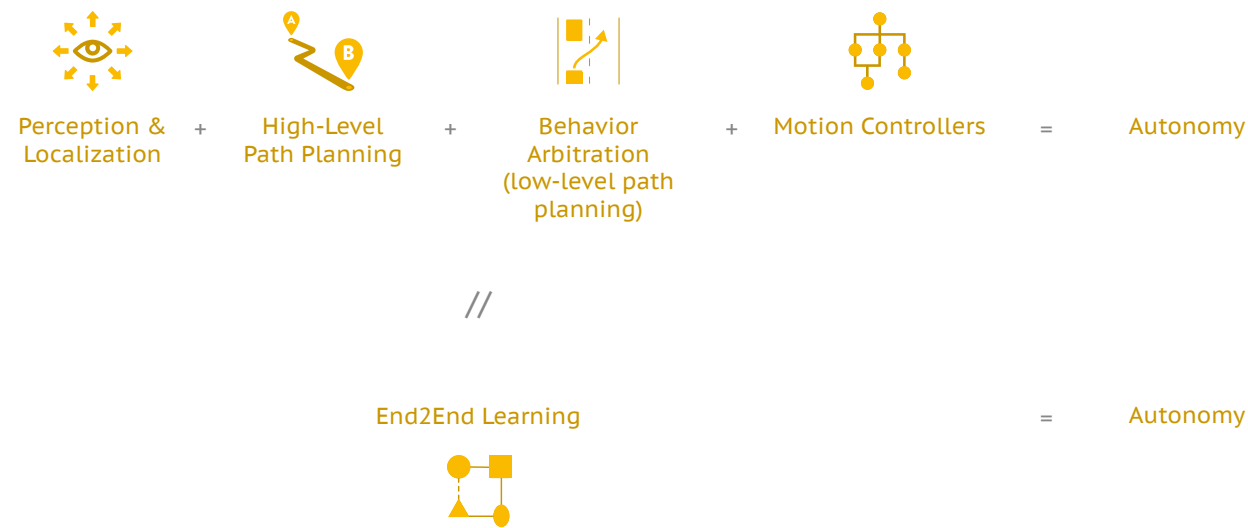 A
B
Perception & + High-Level + Behavior + Motion Controllers = Autonomy
Localization Path Planning Arbitration
(low-level path
planning)
//
End2End Learning = Autonomy